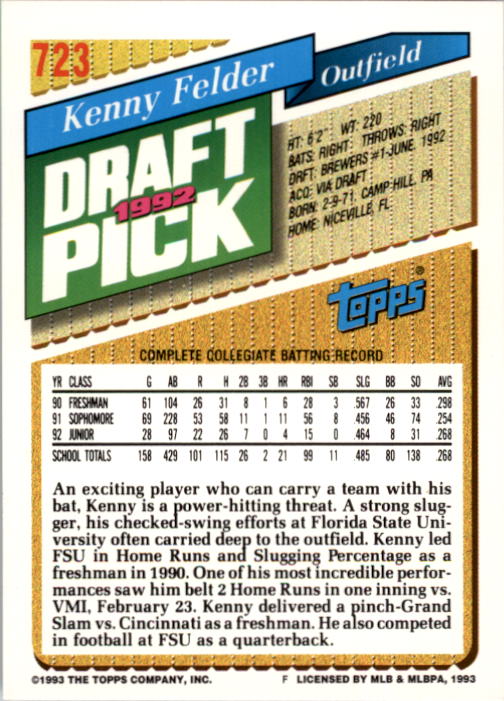 723
Kenny Felder
Outfield
DRAFT
1992
PICK
HT: 6'2" WT: 220
BATS: RIGHT THROWS: RIGHT
DRFT: BREWERS #1-JUNE, 1992
ACQ: VIA DRAFT
BORN: 2-9-71, CAMP HILL, PA
HOME: NICEVILLE, FL
Topps®
COMPLETE COLLEGIATE BATTING RECORD
YR CLASS G AB R H 2B 3B HR RBI SB SLG BB SO AVG
90 FRESHMAN 61 104 26 31 8 1 6 28 3 .567 26 33 .298
91 SOPHOMORE 69 228 53 58 11 1 11 56 8 .456 46 74 .254
92 JUNIOR 28 97 22 26 7 0 4 15 0 .464 8 31 .268
SCHOOL TOTALS 158 429 101 115 26 2 21 99 11 .485 80 138 .268
An exciting player who can carry a team with his
bat, Kenny is a power-hitting threat. A strong slug-
ger, his checked-swing efforts at Florida State Uni-
versity often carried deep to the outfield. Kenny led
FSU in Home Runs and Slugging Percentage as a
freshman in 1990. One of his most incredible perfor-
mances saw him belt 2 Home Runs in one inning vs.
VMI, February 23. Kenny delivered a pinch-Grand
Slam vs. Cincinnati as a freshman. He also competed
in football at FSU as a quarterback.
©1993 THE TOPPS COMPANY, INC. F LICENSED BY MLB & MLBPA, 1993